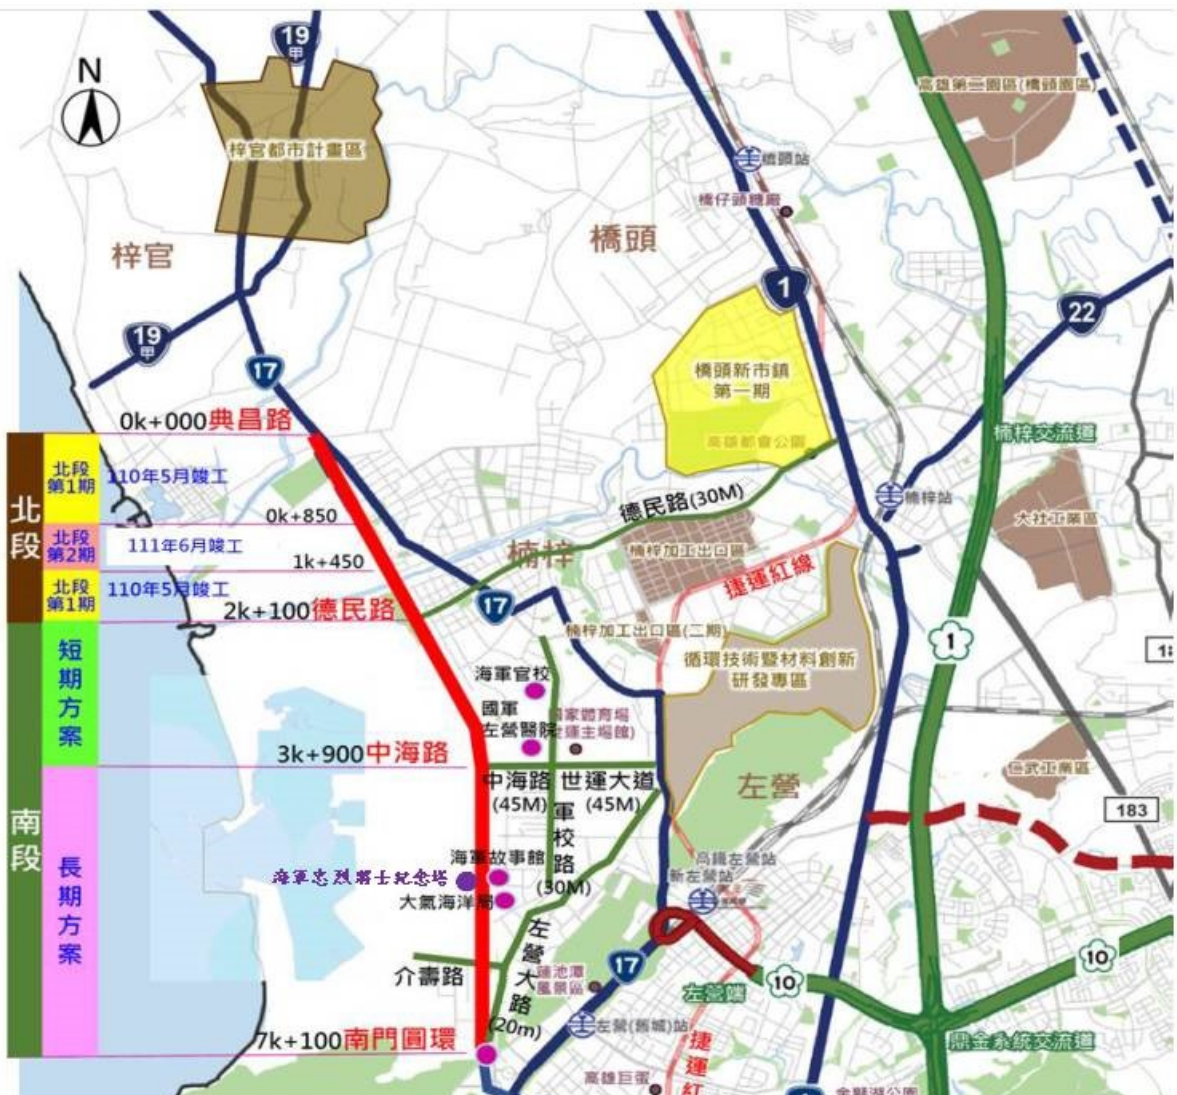 19
甲
N
高雄第二園區(橋頭園區)
梓官都市計畫區
橋頭站
橋仔頭糖廠
橋頭
梓官
1
22
19
甲
17
橋頭新市鎮
第一期
0k+000典昌路
高雄都會公園
楠梓交流道
北段
北段
第1期
110年5月竣工
德民路(30M)
楠梓站
0k+850
大社工業區
北段
第2期
111年6月竣工
楠梓
楠梓加工出口區
1k+450
捷運紅線
北段
第1期
110年5月竣工
2k+100德民路
17
楠梓加工出口區(二期)
1
短期方案
海軍官校
循環技術暨材料創新
研發專區
國軍
左營醫院
國家體育場
(世運主場館)
3k+900中海路
中海路
(45M)
世運大道
(45M)
左營
仁武工業區
183
南段
長期方案
軍校路
(30M)
海軍故事館
高鐵左營站
新左營站
海軍忠烈將士紀念塔
大氣海洋局
左營大路
(20m)
17
介壽路
蓮池潭
風景區
左營端
10
10
7k+100南門圓環
左營(舊城)站
捷運紅
鼎金系統交流道
高雄巨蛋
金獅湖公園